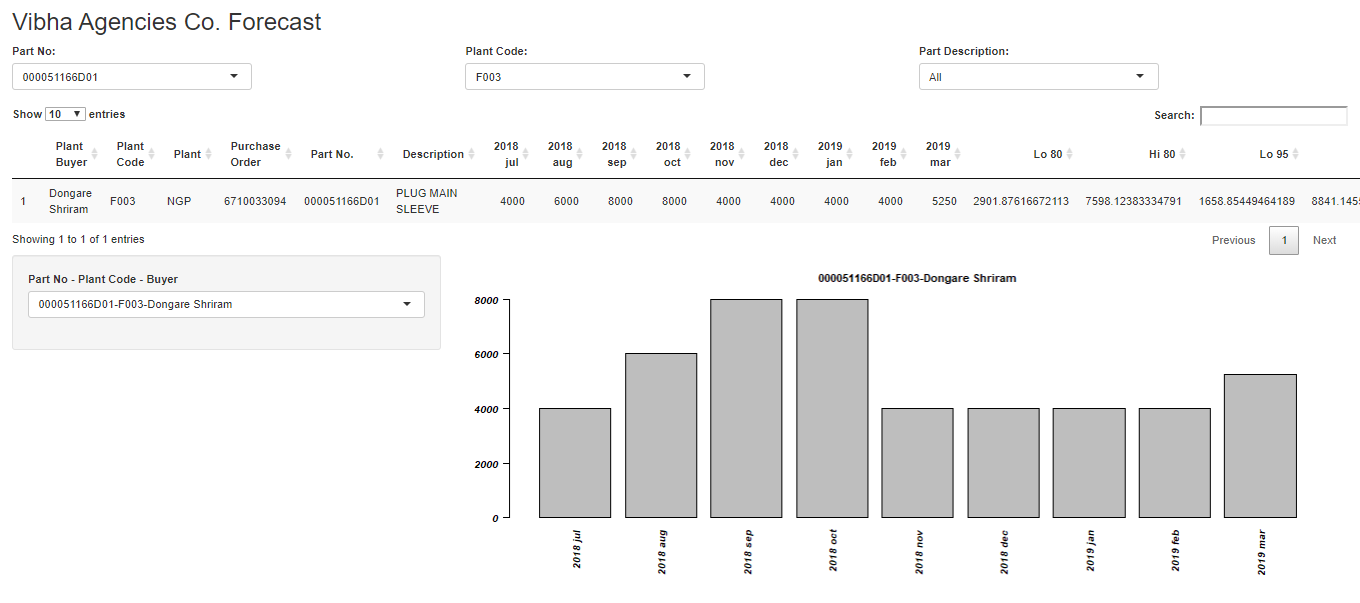 Vibha Agencies Co. Forecast
Part No: Plant Code: Part Description:
000051166D01 F003 All
Show 10 entries Search:
Plant Buyer Plant Code Plant Purchase Order Part No. Description 2018 jul 2018 aug 2018 sep 2018 oct 2018 nov 2018 dec 2019 jan 2019 feb 2019 mar Lo 80 Hi 80 Lo 95
1 Dongare Shriram F003 NGP 6710033094 000051166D01 PLUG MAIN SLEEVE 4000 6000 8000 8000 4000 4000 4000 4000 5250 2901.87616672113 7598.12383334791 1658.85449464189 8841.1455
Showing 1 to 1 of 1 entries Previous 1 Next
Part No - Plant Code - Buyer
000051166D01-F003-Dongare Shriram
000051166D01-F003-Dongare Shriram
8000
6000
4000
2000
0
2018 jul 2018 aug 2018 sep 2018 oct 2018 nov 2018 dec 2019 jan 2019 feb 2019 mar